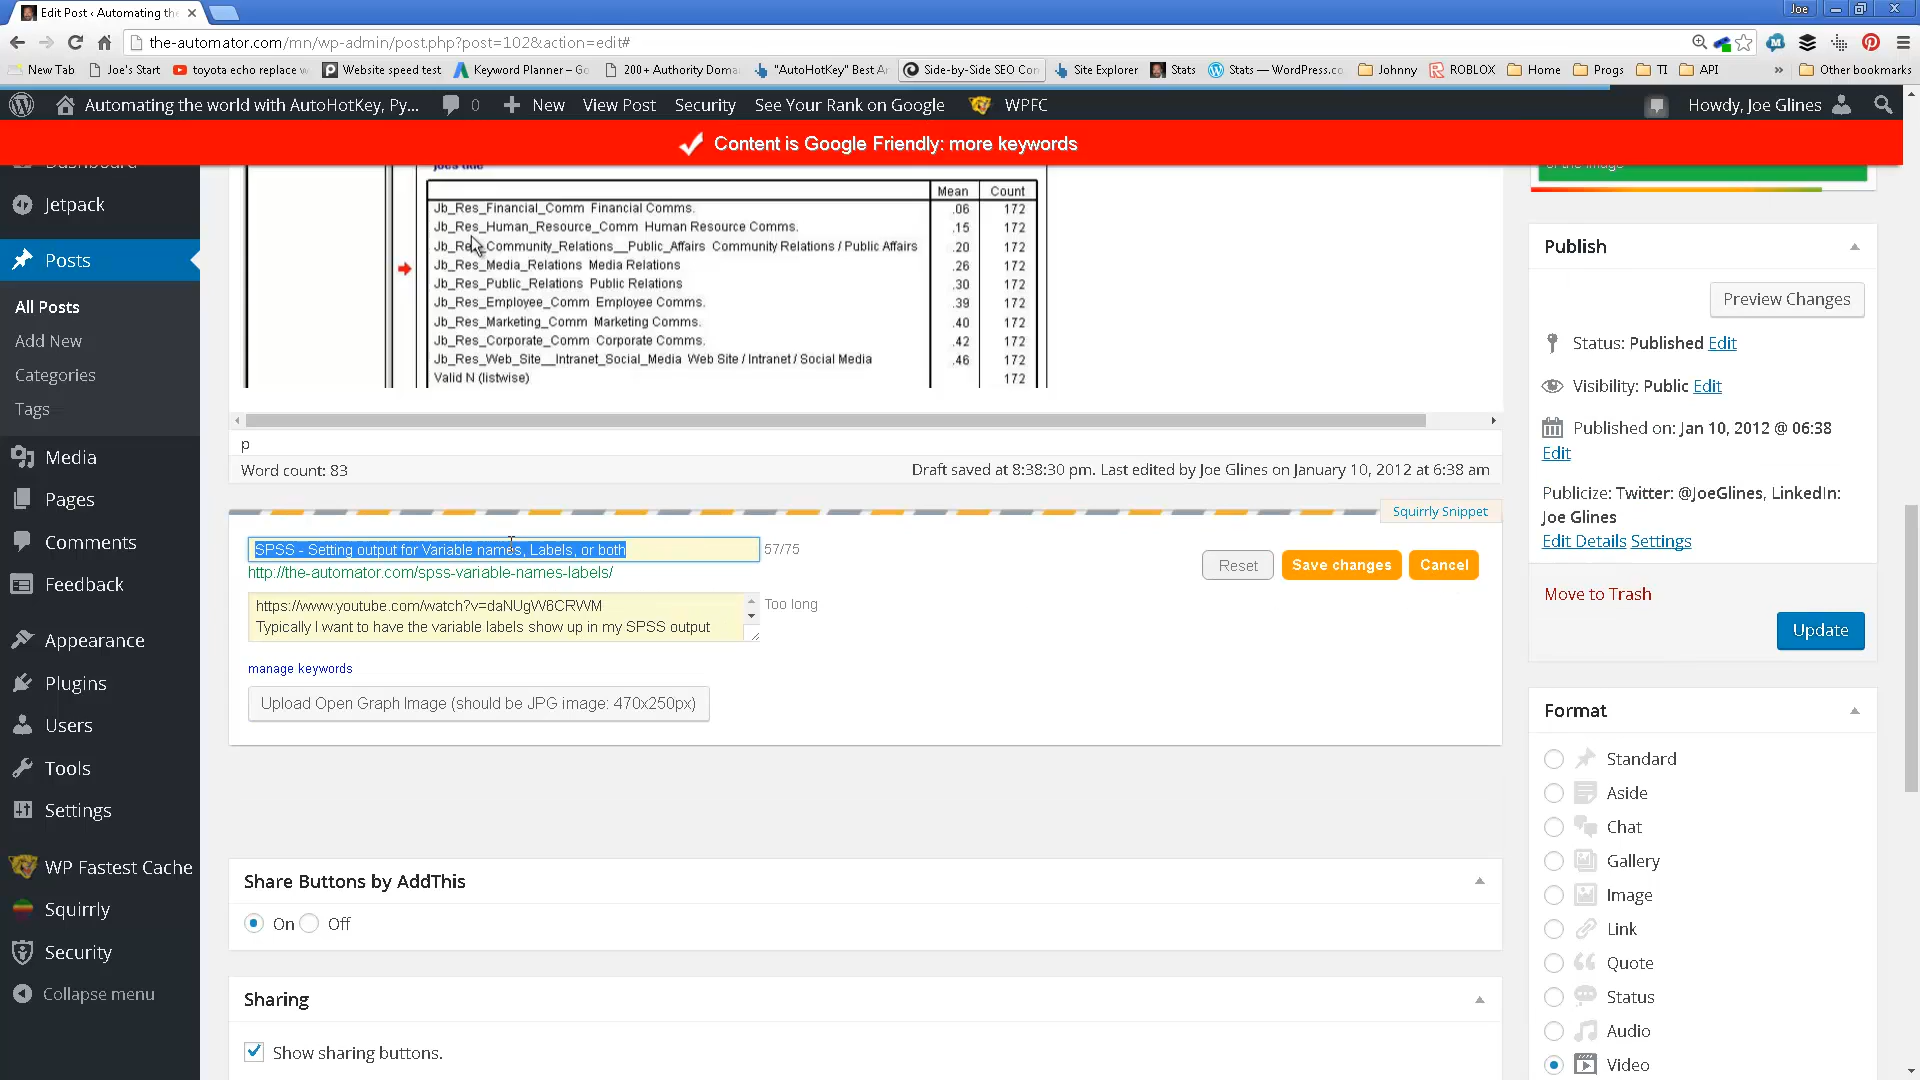 Edit Post ‹ Automating the
Joe
the-automator.com/mn/wp-admin/post.php?post=102&action=edit#
New Tab
Joe's Start
toyota echo replace
Website speed test
Keyword Planner – Go
200+ Authority Doma
"AutoHotKey" Best A
Side-by-Side SEO Con
Site Explorer
Stats
Stats — WordPress.co
Johnny
ROBLOX
Home
Progs
TI
API
»
Other bookmarks
Automating the world with AutoHotKey, Py...
0
New
View Post
Security
See Your Rank on Google
WPFC
Howdy, Joe Glines
Content is Google Friendly: more keywords
Dashboard
Jetpack
Posts
All Posts
Add New
Categories
Tags
Media
Pages
Comments
Feedback
Appearance
Plugins
Users
Tools
Settings
WP Fastest Cache
Squirrly
Security
Collapse menu
joes title
Mean Count
Jb_Res_Financial_Comm Financial Comms. .06 172
Jb_Res_Human_Resource_Comm Human Resource Comms. .15 172
Jb_Res_Community_Relations__Public_Affairs Community Relations / Public Affairs .20 172
Jb_Res_Media_Relations Media Relations .26 172
Jb_Res_Public_Relations Public Relations .30 172
Jb_Res_Employee_Comm Employee Comms. .39 172
Jb_Res_Marketing_Comm Marketing Comms. .40 172
Jb_Res_Corporate_Comm Corporate Comms. .42 172
Jb_Res_Web_Site__Intranet_Social_Media Web Site / Intranet / Social Media .46 172
Valid N (listwise) 172
p
Word count: 83
Draft saved at 8:38:30 pm. Last edited by Joe Glines on January 10, 2012 at 6:38 am
Squirrly Snippet
SPSS - Setting output for Variable names, Labels, or both
57/75
http://the-automator.com/spss-variable-names-labels/
Reset
Save changes
Cancel
https://www.youtube.com/watch?v=daNUgW6CRWM
Typically I want to have the variable labels show up in my SPSS output
Too long
manage keywords
Upload Open Graph Image (should be JPG image: 470x250px)
Share Buttons by AddThis
On
Off
Sharing
Show sharing buttons.
of the image
Publish
Preview Changes
Status: Published Edit
Visibility: Public Edit
Published on: Jan 10, 2012 @ 06:38
Edit
Publicize: Twitter: @JoeGlines, LinkedIn:
Joe Glines
Edit Details Settings
Move to Trash
Update
Format
Standard
Aside
Chat
Gallery
Image
Link
Quote
Status
Audio
Video